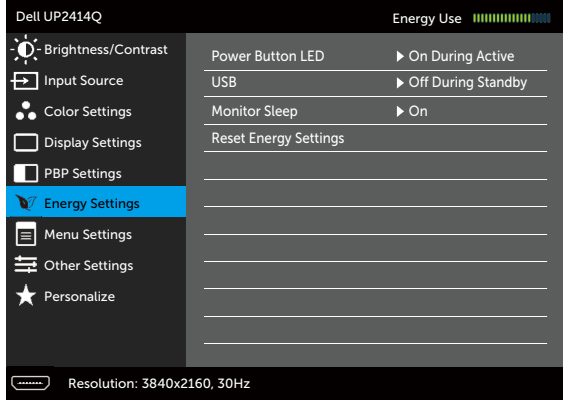 Dell UP2414Q Energy Use
Brightness/Contrast
Input Source
Color Settings
Display Settings
PBP Settings
Energy Settings
Menu Settings
Other Settings
Personalize
Power Button LED On During Active
USB Off During Standby
Monitor Sleep On
Reset Energy Settings
Resolution: 3840x2160, 30Hz